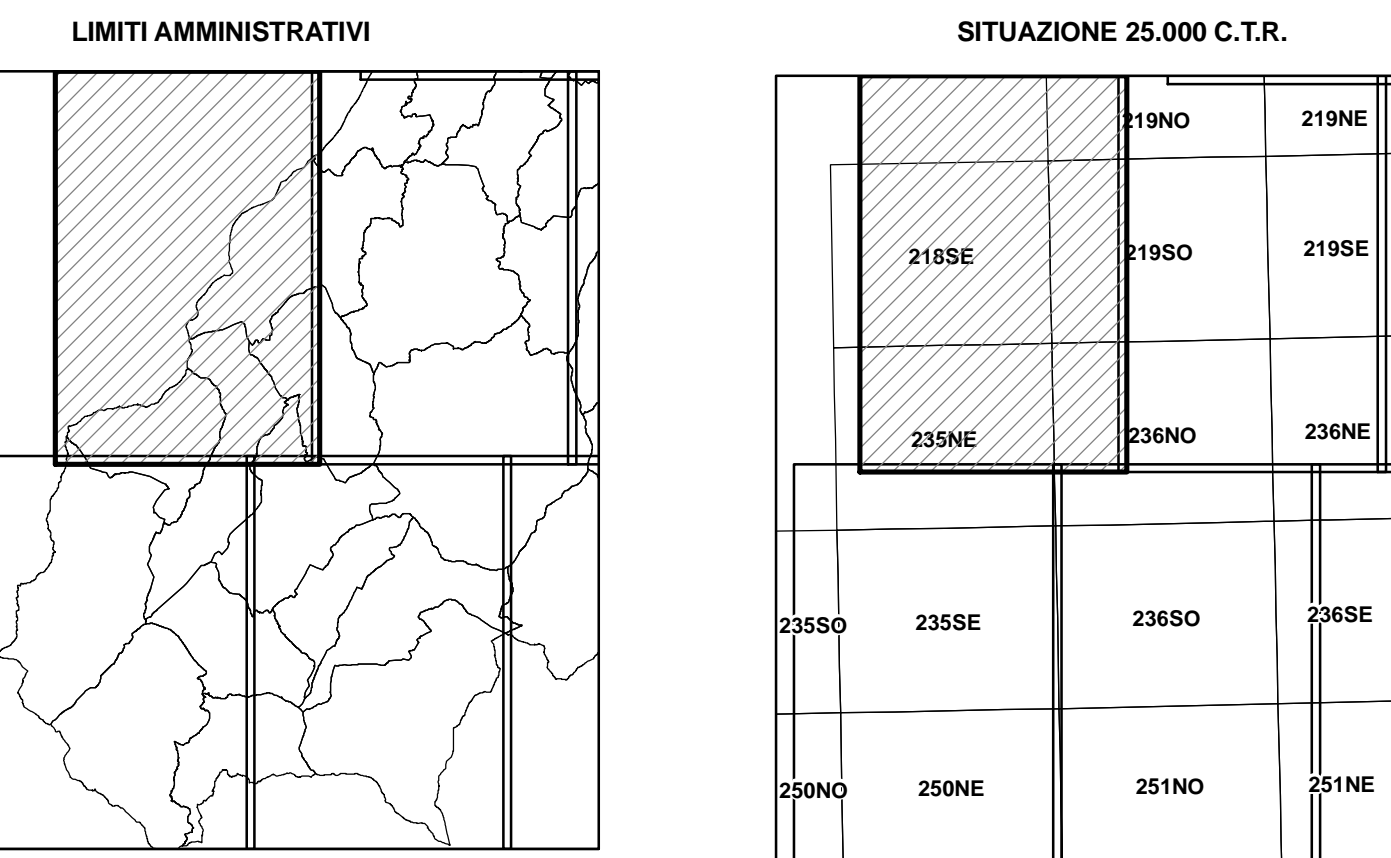 LIMITI AMMINISTRATIVI
SITUAZIONE 25.000 C.T.R.
219NO
219NE
218SE
219SO
219SE
235NE
236NO
236NE
235SO
235SE
236SO
236SE
250NO
250NE
251NO
251NE